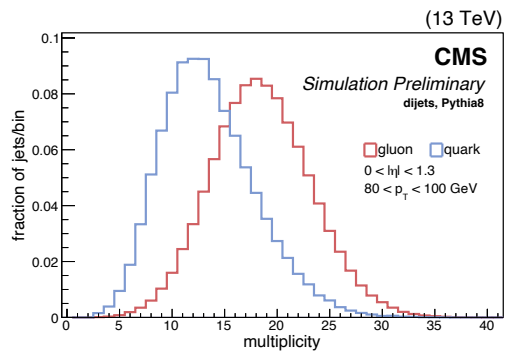 (13 TeV)
0.1
CMS
Simulation Preliminary
dijets, Pythia8
0.08
gluon quark
0 < |η| < 1.3
80 < p_T < 100 GeV
0.06
0.04
0.02
0
fraction of jets/bin
0 5 10 15 20 25 30 35 40
multiplicity